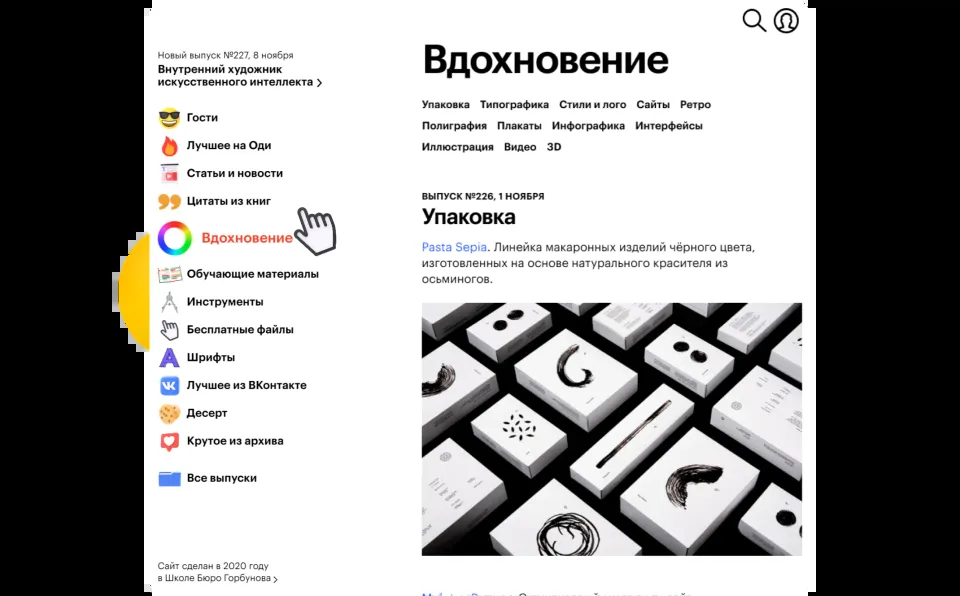 Новый выпуск №227, 8 ноября
Внутренний художник
искусственного интеллекта
Гости
Лучшее на Оди
Статьи и новости
Цитаты из книг
Вдохновение
Обучающие материалы
Инструменты
Бесплатные файлы
Шрифты
Лучшее из ВКонтакте
Десерт
Крутое из архива
Все выпуски
Сайт сделан в 2020 году
в Школе Бюро Горбунова
Вдохновение
Упаковка Типографика Стили и лого Сайты Ретро
Полиграфия Плакаты Инфографика Интерфейсы
Иллюстрация Видео 3D
ВЫПУСК №226, 1 НОЯБРЯ
Упаковка
Pasta Sepia. Линейка макаронных изделий чёрного цвета,
изготовленных на основе натурального красителя из
осьминогов.